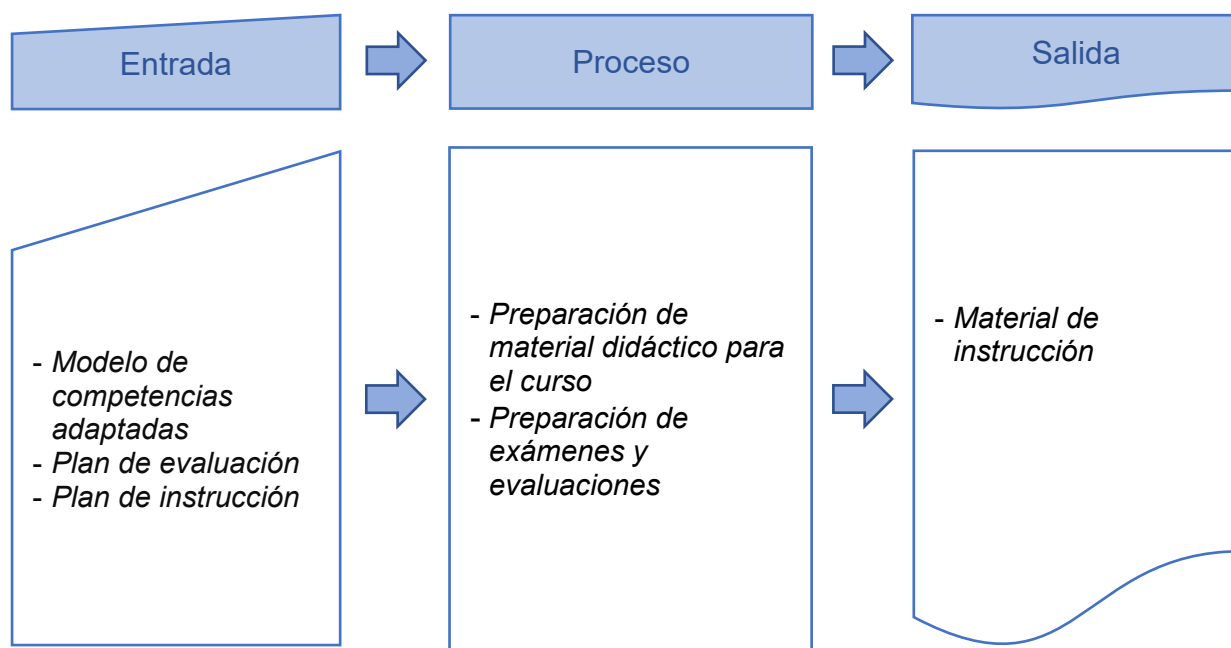 Entrada
Proceso
Salida
- Modelo de
competencias
adaptadas
- Plan de evaluación
- Plan de instrucción
- Preparación de
material didáctico para
el curso
- Preparación de
exámenes y
evaluaciones
- Material de
instrucción